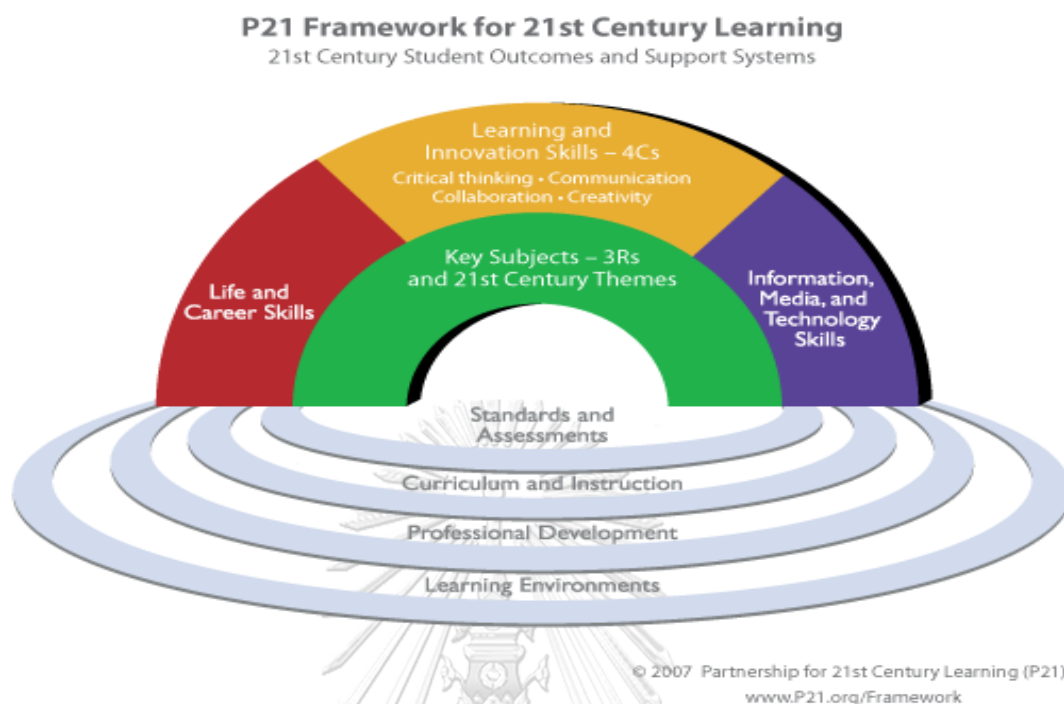 P21 Framework for 21st Century Learning
21st Century Student Outcomes and Support Systems
Learning and
Innovation Skills – 4Cs
Critical thinking • Communication
Collaboration • Creativity
Key Subjects – 3Rs
and 21st Century Themes
Life and
Career Skills
Information,
Media, and
Technology
Skills
Standards and
Assessments
Curriculum and Instruction
Professional Development
Learning Environments
© 2007 Partnership for 21st Century Learning (P21)
www.P21.org/Framework